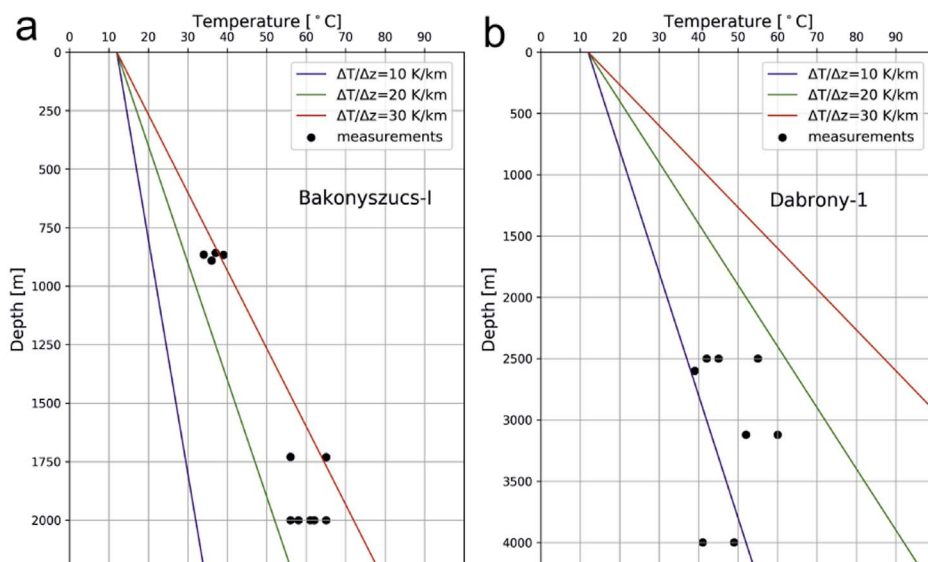 a
Temperature [°C]
0 10 20 30 40 50 60 70 80 90
0
250
500
750
1000
1250
1500
1750
2000
Depth [m]
ΔT/Δz=10 K/km
ΔT/Δz=20 K/km
ΔT/Δz=30 K/km
measurements
Bakonyszucs-I
b
Temperature [°C]
0 10 20 30 40 50 60 70 80 90
0
500
1000
1500
2000
2500
3000
3500
4000
Depth [m]
ΔT/Δz=10 K/km
ΔT/Δz=20 K/km
ΔT/Δz=30 K/km
measurements
Dabrony-1